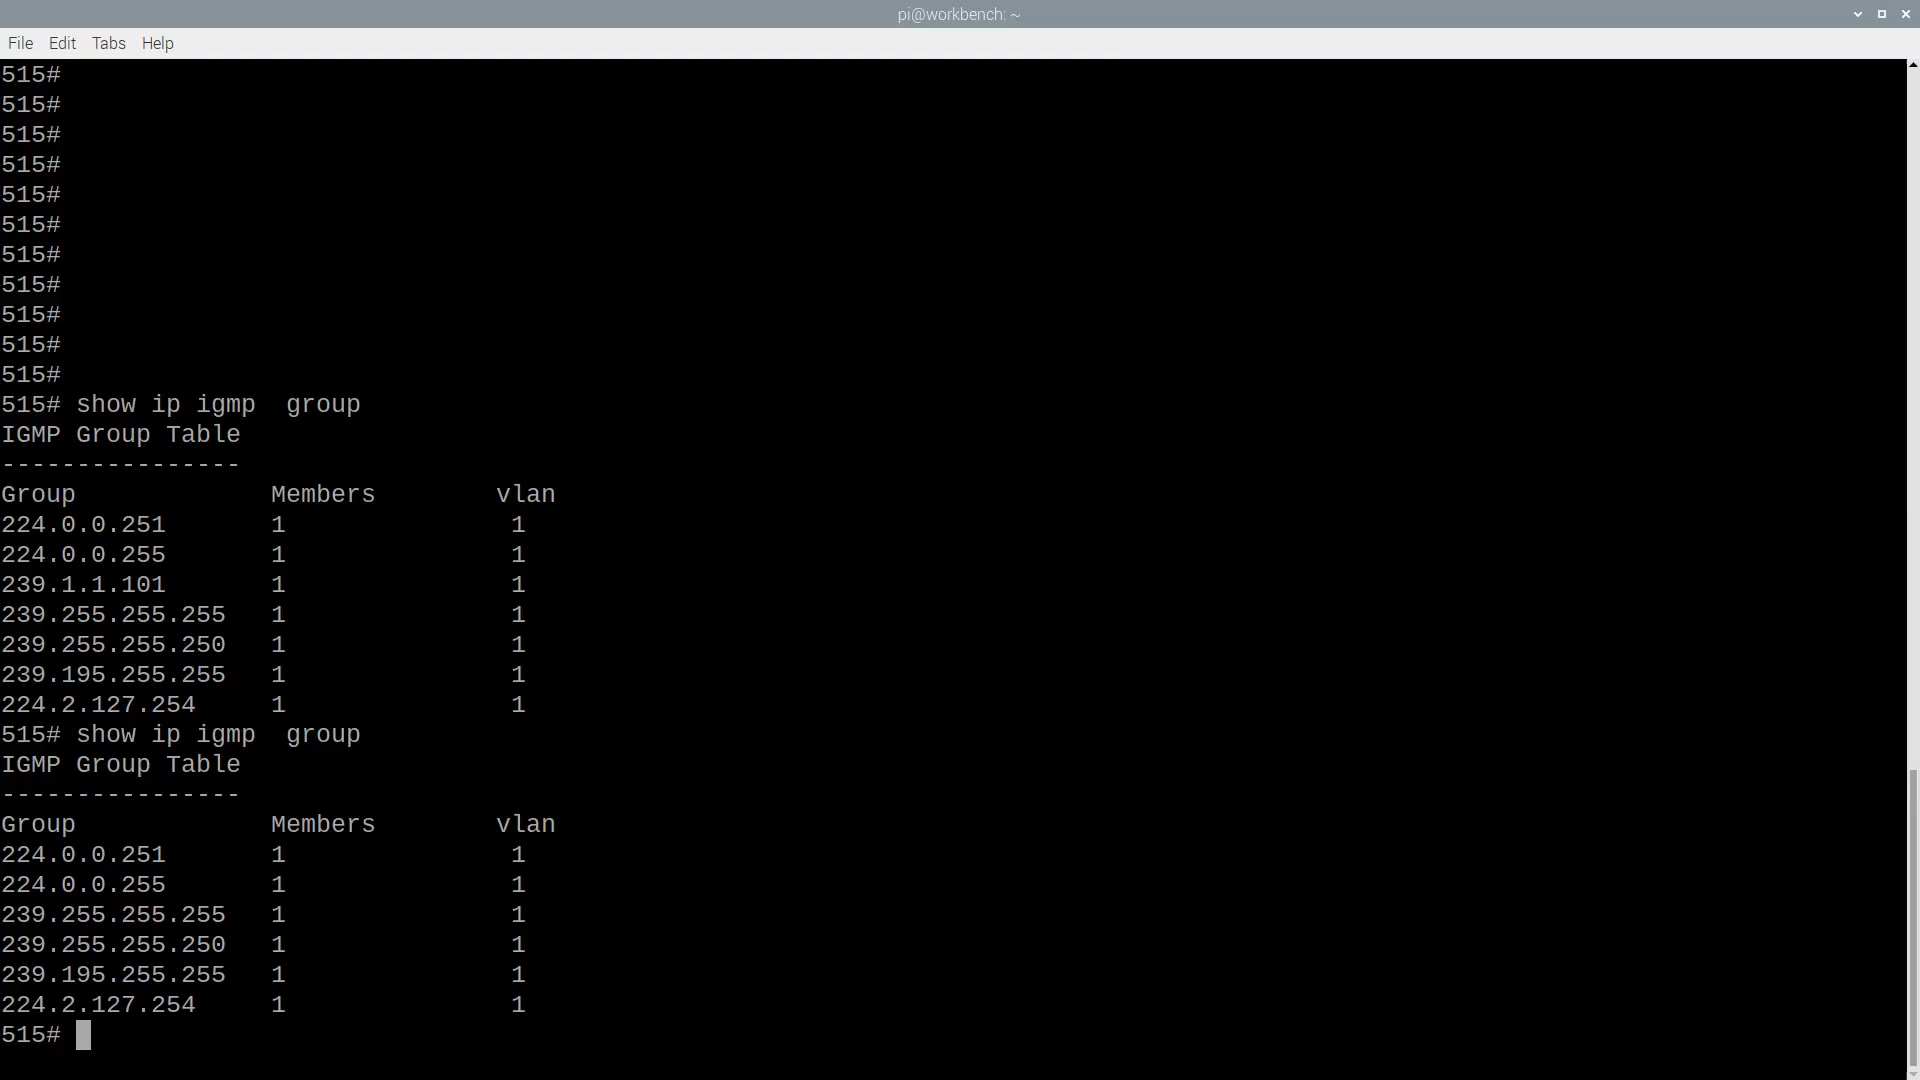 pi@workbench: ~
File Edit Tabs Help
515#
515#
515#
515#
515#
515#
515#
515#
515#
515#
515#
515# show ip igmp  group
IGMP Group Table
----------------
Group             Members        vlan
224.0.0.251       1               1
224.0.0.255       1               1
239.1.1.101       1               1
239.255.255.255   1               1
239.255.255.250   1               1
239.195.255.255   1               1
224.2.127.254     1               1
515# show ip igmp  group
IGMP Group Table
----------------
Group             Members        vlan
224.0.0.251       1               1
224.0.0.255       1               1
239.255.255.255   1               1
239.255.255.250   1               1
239.195.255.255   1               1
224.2.127.254     1               1
515#